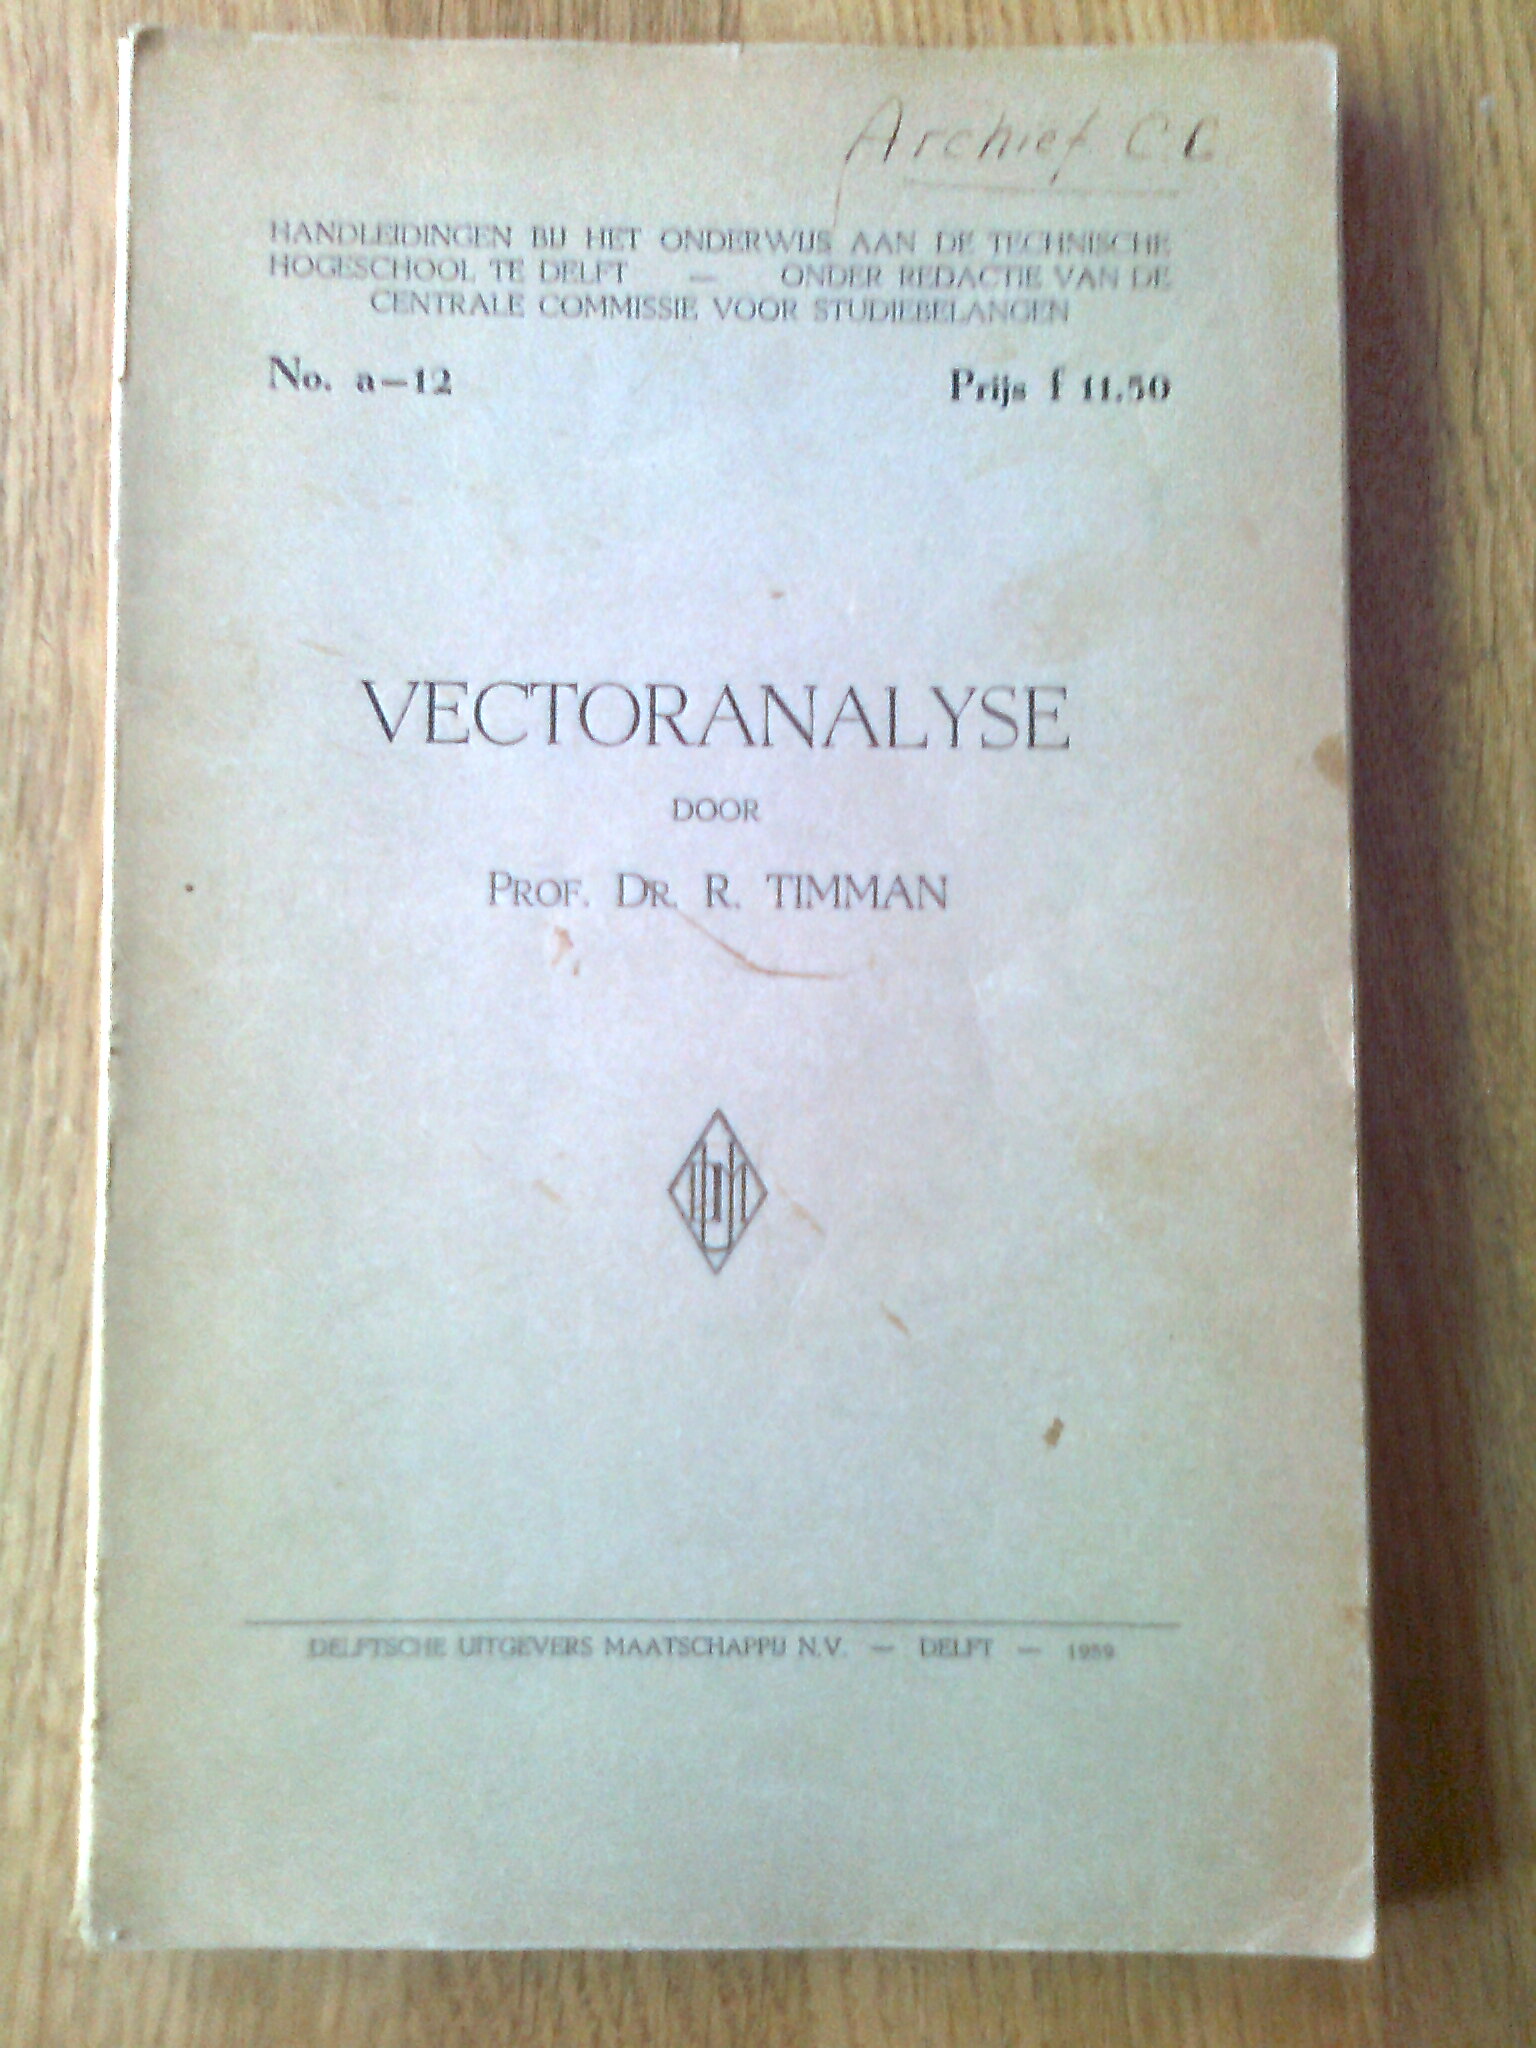 Archief C.C
HANDLEIDINGEN BIJ HET ONDERWIJS AAN DE TECHNISCHE
HOGESCHOOL TE DELFT — ONDER REDACTIE VAN DE
CENTRALE COMMISSIE VOOR STUDIEBELANGEN
No. a—12 Prijs f 11.50
VECTORANALYSE
DOOR
PROF. DR. R. TIMMAN
DELFTSCHE UITGEVERS MAATSCHAPPIJ N.V. — DELFT — 1959